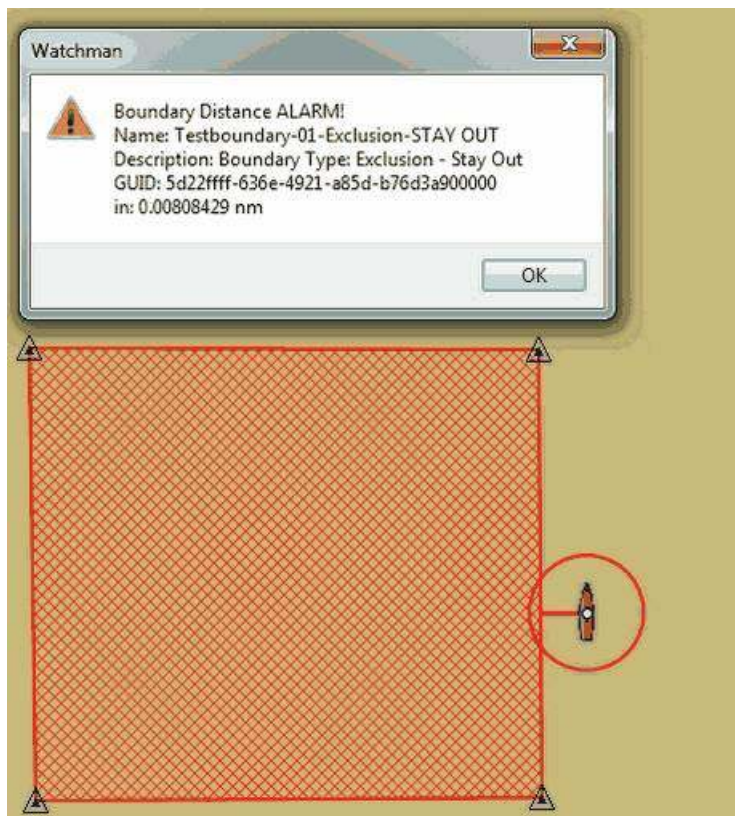 Watchman
Boundary Distance ALARM!
Name: Testboundary-01-Exclusion-STAY OUT
Description: Boundary Type: Exclusion - Stay Out
GUID: 5d22ffff-636e-4921-a85d-b76d3a900000
in: 0.00808429 nm
OK